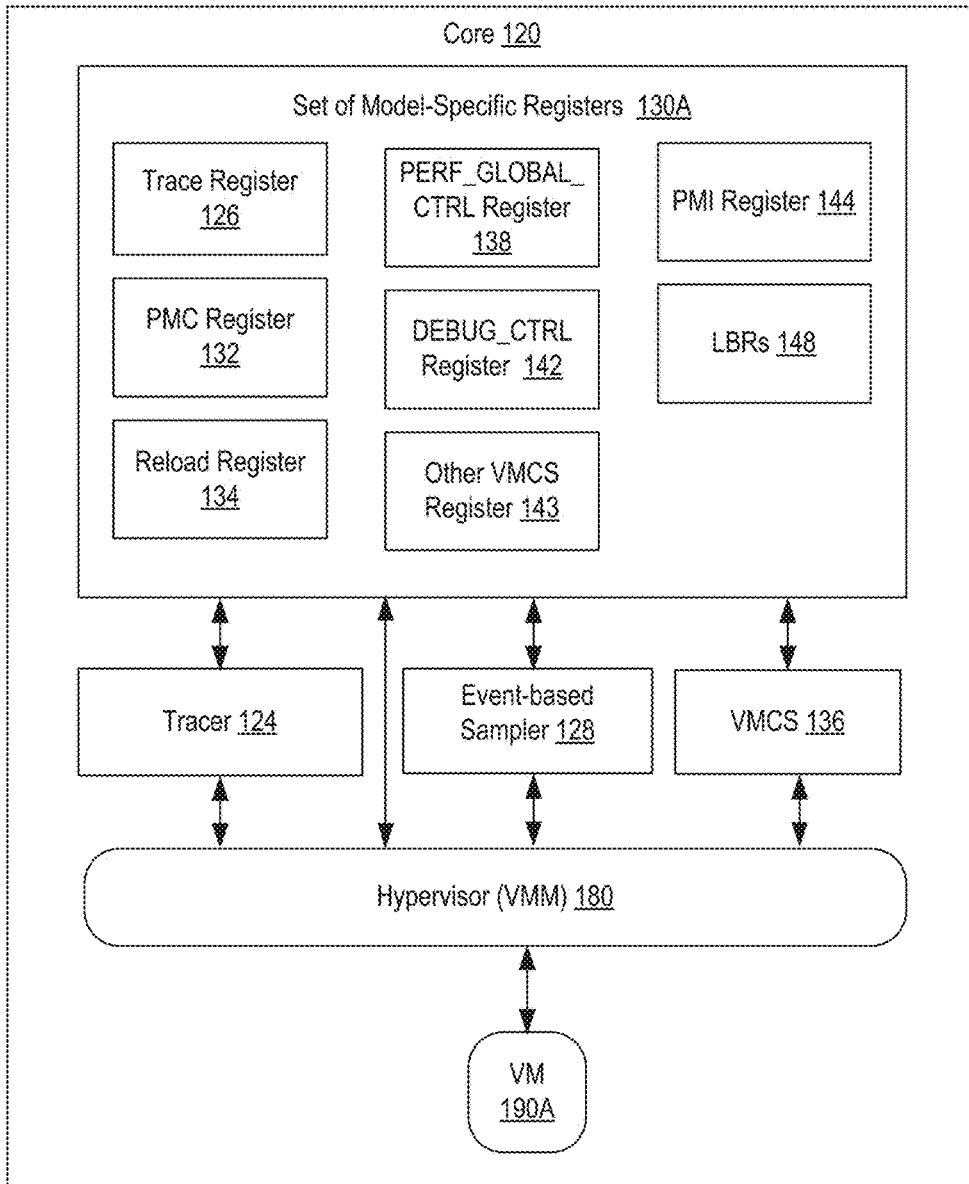 Core 120
Set of Model-Specific Registers 130A
Trace Register
126
PERF_GLOBAL_
CTRL Register
138
PMI Register 144
PMC Register
132
DEBUG_CTRL
Register 142
LBRs 148
Reload Register
134
Other VMCS
Register 143
Tracer 124
Event-based
Sampler 128
VMCS 136
Hypervisor (VMM) 180
VM
190A